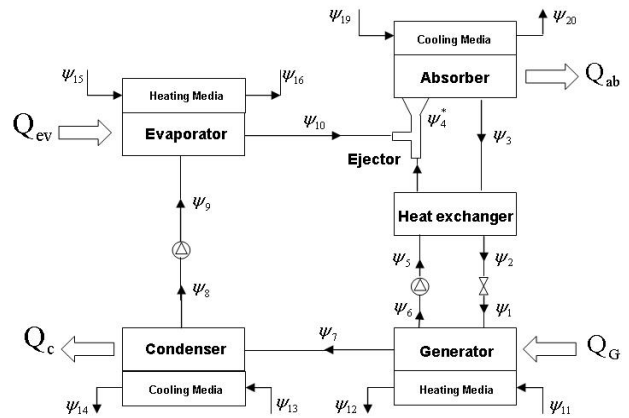 ψ19
ψ20
Cooling Media
Absorber
Qab
ψ15
ψ16
Heating Media
Qev
Evaporator
ψ10
ψ4*
Ejector
ψ3
Heat exchanger
ψ9
ψ5
ψ2
ψ8
ψ6
ψ1
Qc
Condenser
ψ7
Generator
QG
Cooling Media
Heating Media
ψ14
ψ13
ψ12
ψ11